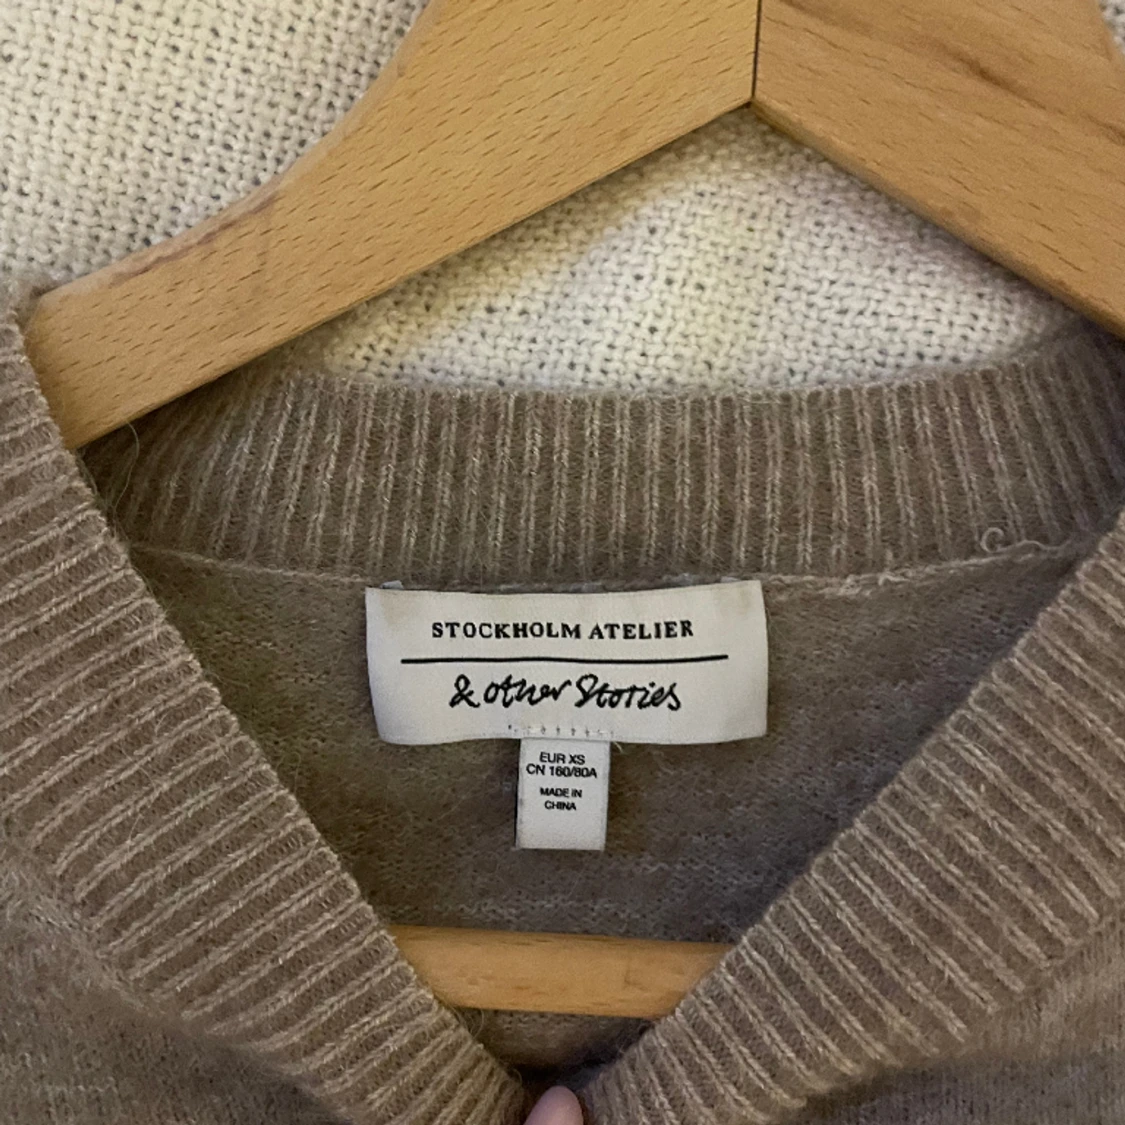 STOCKHOLM ATELIER
& other Stories
EUR XS
CN 160/80A
MADE IN
CHINA